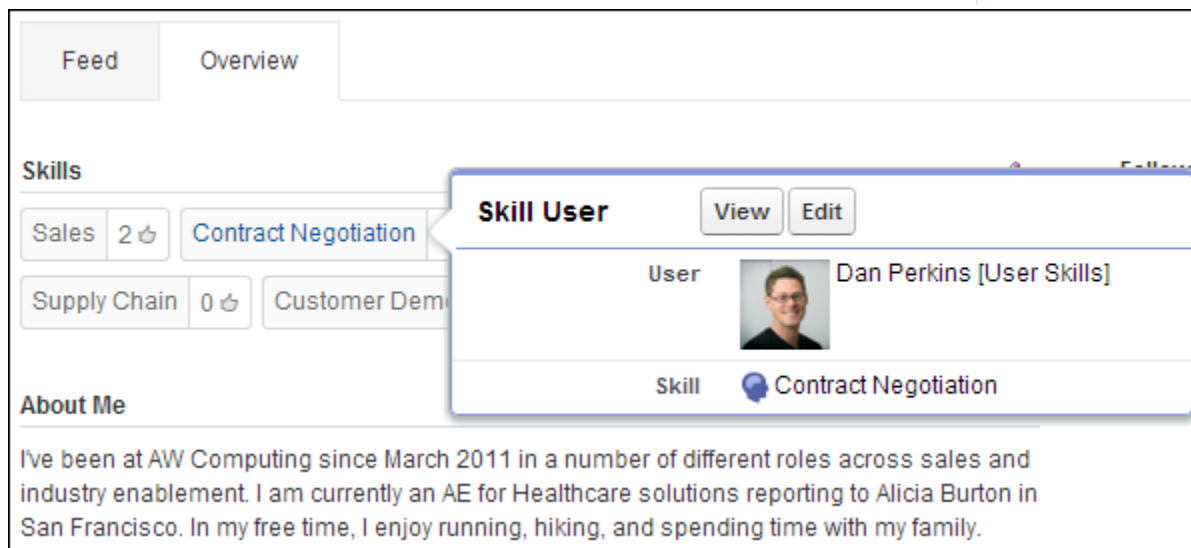 Feed Overview
Skills
Skill User View Edit
Sales 2 Contract Negotiation
User Dan Perkins [User Skills]
Supply Chain 0 Customer
Skill Contract Negotiation
About Me
I've been at AW Computing since March 2011 in a number of different roles across sales and
industry enablement. I am currently an AE for Healthcare solutions reporting to Alicia Burton in
San Francisco. In my free time, I enjoy running, hiking, and spending time with my family.